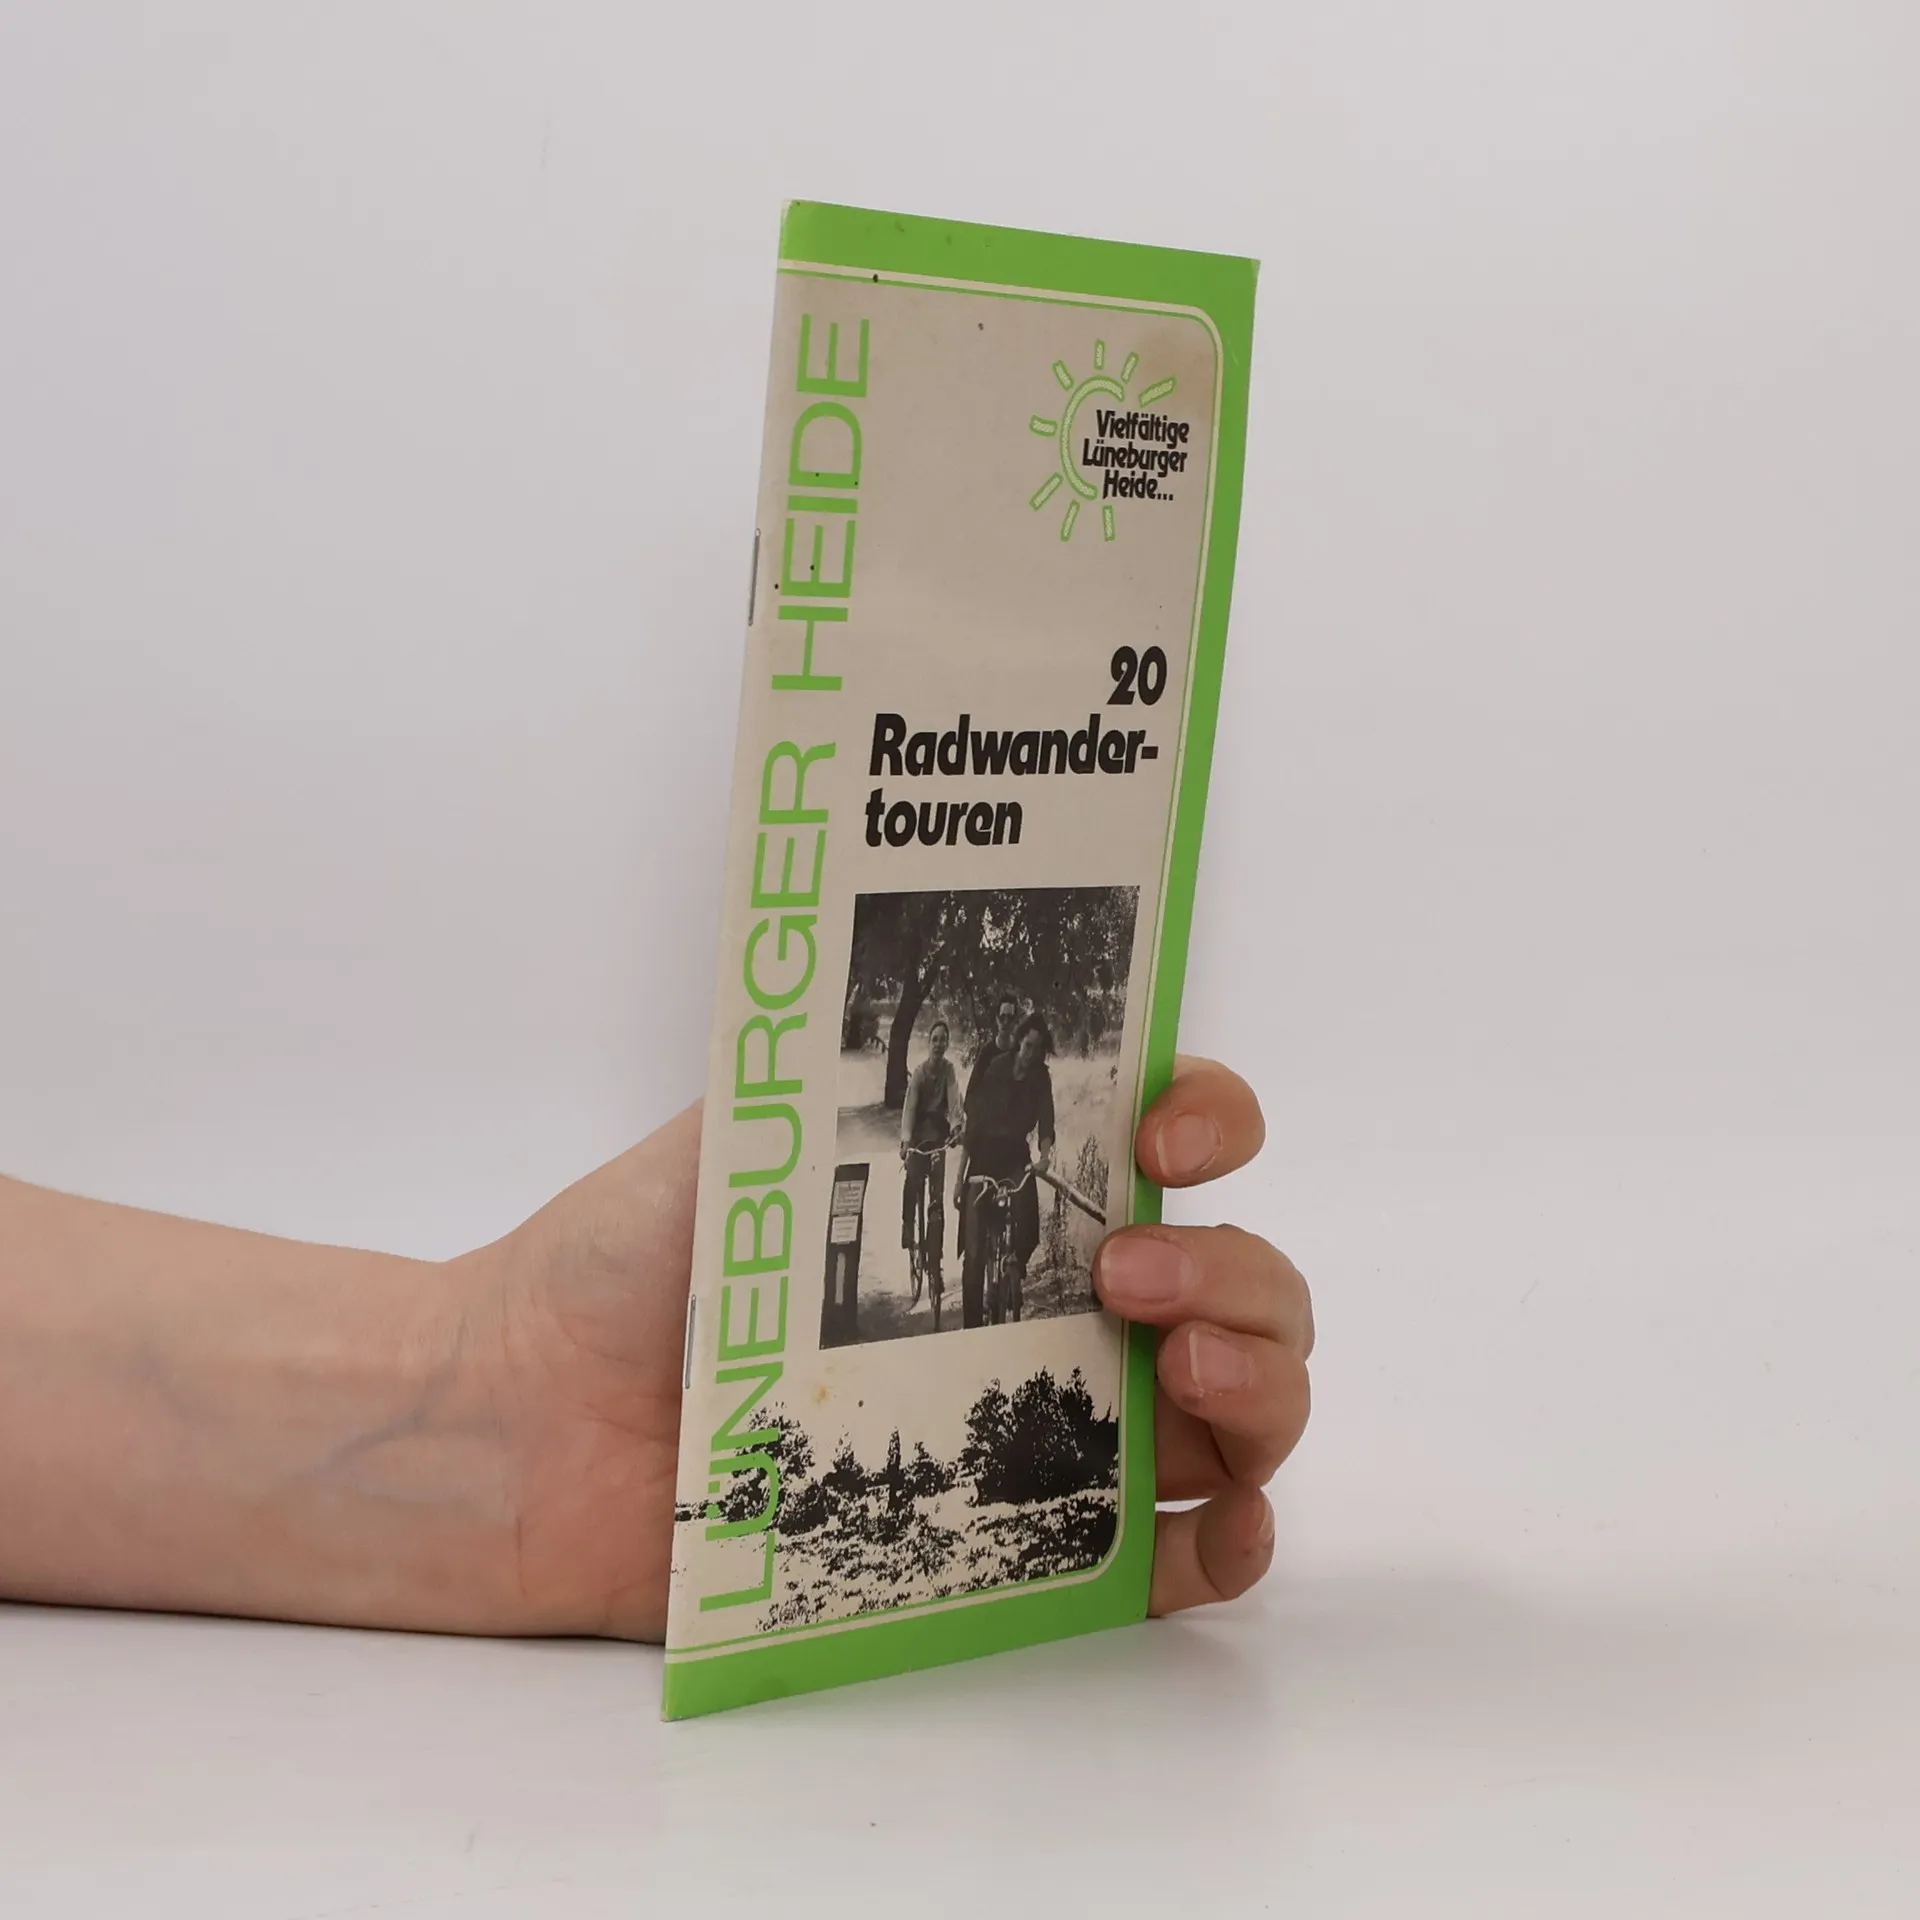 LÜNEBURGER HEIDE
Vielfältige
Lüneburger
Heide...
20
Radwander-
touren